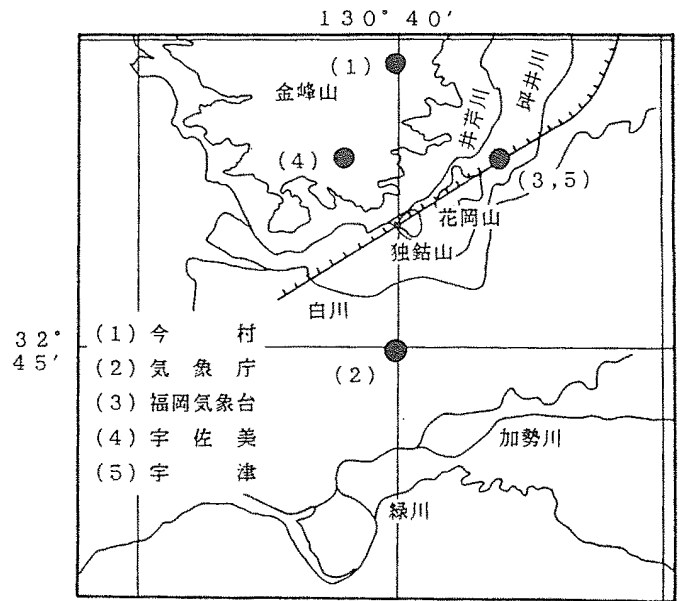 130°40′
(1)
金峰山
井芹川
坪井川
(4)
(3,5)
花岡山
独鈷山
白川
32°
45′
(1)今村
(2)気象庁
(3)福岡気象台
(4)宇佐美
(5)宇津
(2)
加勢川
緑川